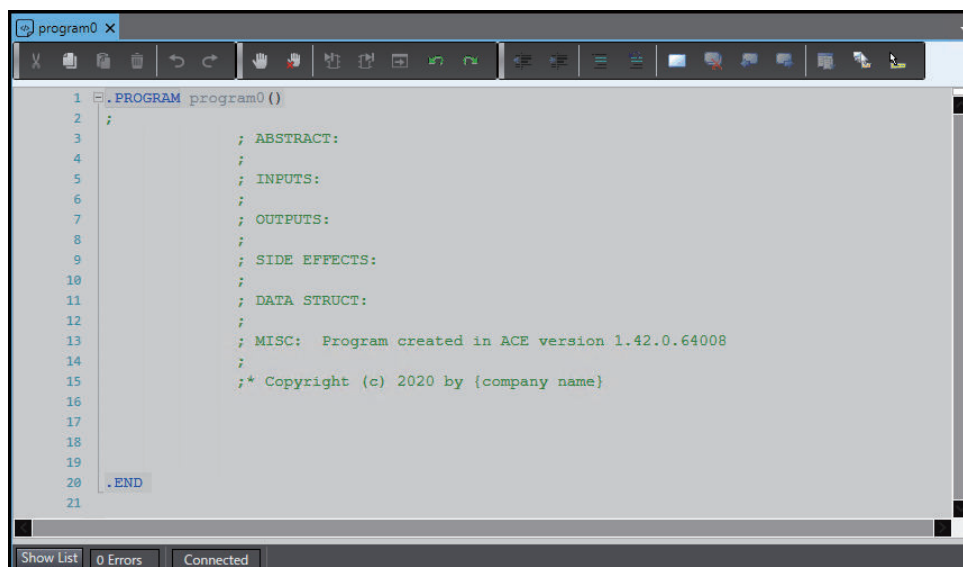 program0
1 .PROGRAM program0()
2 ;
3 ; ABSTRACT:
4 ;
5 ; INPUTS:
6 ;
7 ; OUTPUTS:
8 ;
9 ; SIDE EFFECTS:
10 ;
11 ; DATA STRUCT:
12 ;
13 ; MISC:  Program created in ACE version 1.42.0.64008
14 ;
15 ;* Copyright (c) 2020 by {company name}
16
17
18
19
20 .END
21
Show List 0 Errors Connected